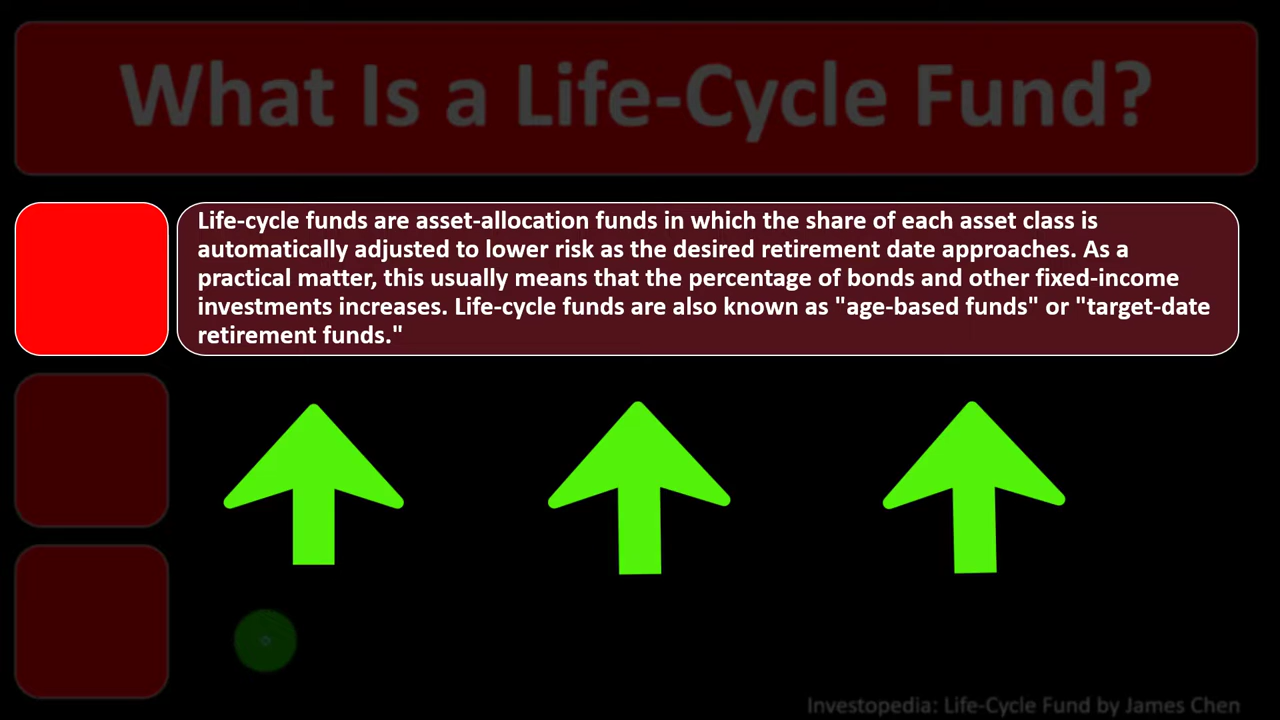 What Is a Life-Cycle Fund?
Life-cycle funds are asset-allocation funds in which the share of each asset class is
automatically adjusted to lower risk as the desired retirement date approaches. As a
practical matter, this usually means that the percentage of bonds and other fixed-income
investments increases. Life-cycle funds are also known as "age-based funds" or "target-date
retirement funds."
Investopedia: Life-Cycle Fund by James Chen